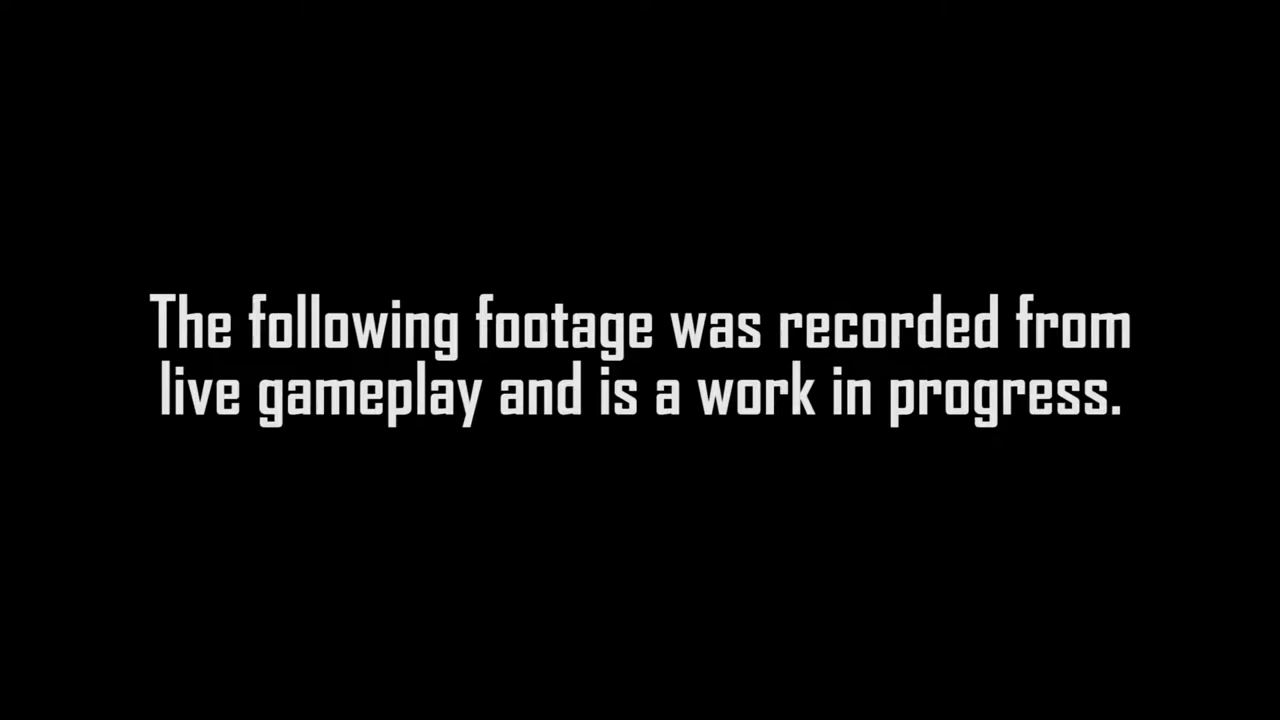 The following footage was recorded from
live gameplay and is a work in progress.